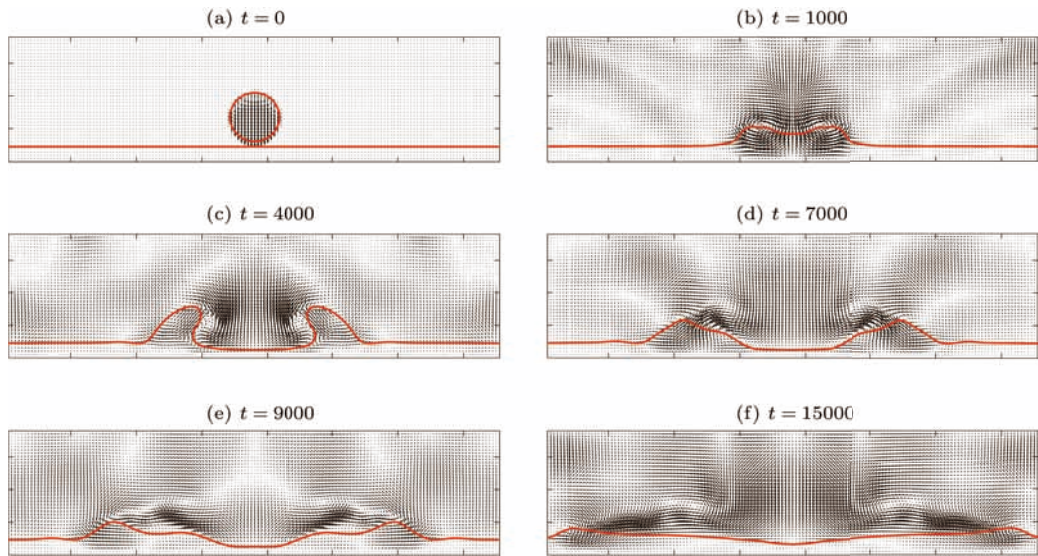 (a) t = 0
(b) t = 1000
(c) t = 4000
(d) t = 7000
(e) t = 9000
(f) t = 15000